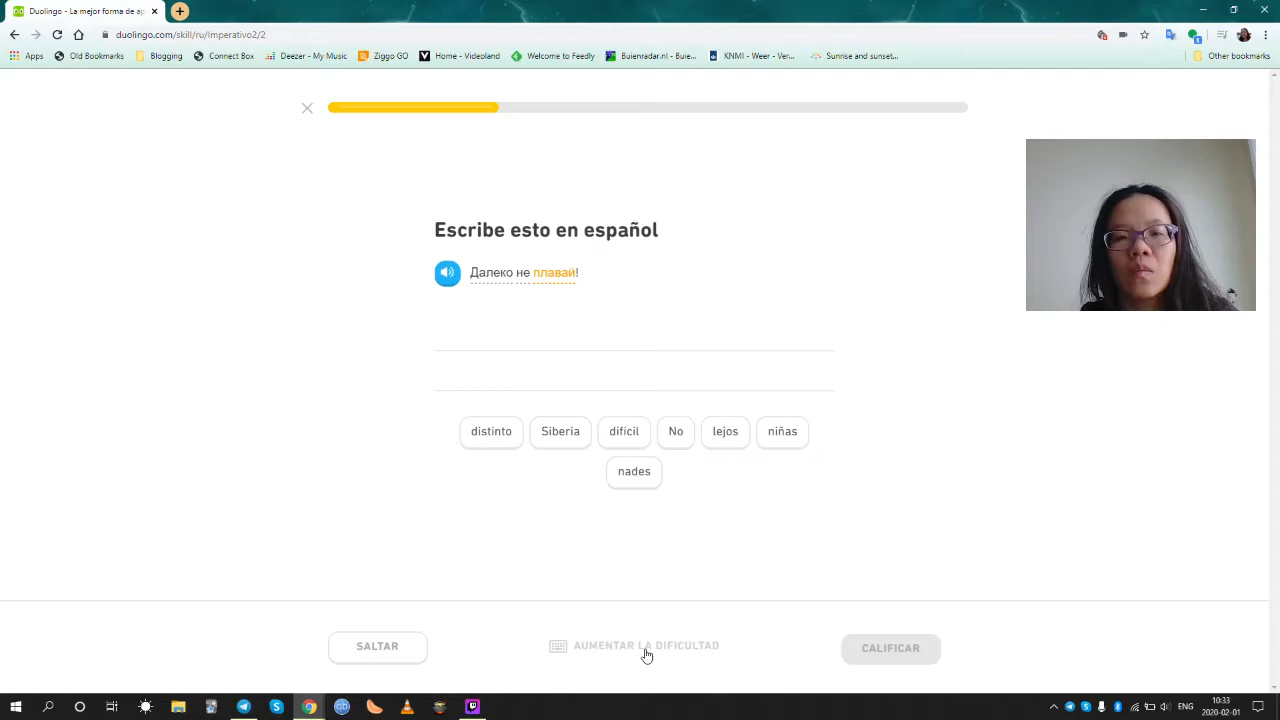 Duolingo - La mejor forma de ap
duolingo.com/skill/ru/Imperativo2/2
Apps
Old Bookmarks
Blogging
Connect Box
Deezer - My Music
Ziggo GO
Home - Videoland
Welcome to Feedly
Buienradar.nl - Buie...
KNMI - Weer - Ver...
Sunrise and sunset...
Other bookmarks
Escribe esto en español
Далеко не плавай!
distinto
Siberia
difícil
No
lejos
niñas
nades
SALTAR
AUMENTAR LA DIFICULTAD
CALIFICAR
10:33
2020-02-01